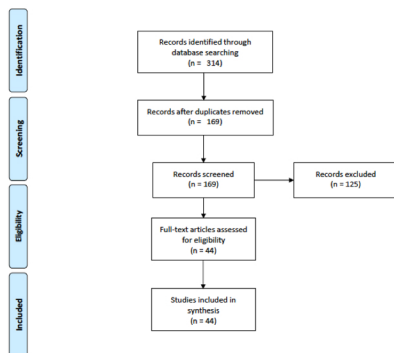 Identification
Records identified through
database searching
(n = 314)
Screening
Records after duplicates removed
(n = 169)
Records screened
(n = 169)
Records excluded
(n = 125)
Eligibility
Full-text articles assessed
for eligibility
(n = 44)
Included
Studies included in
synthesis
(n = 44)